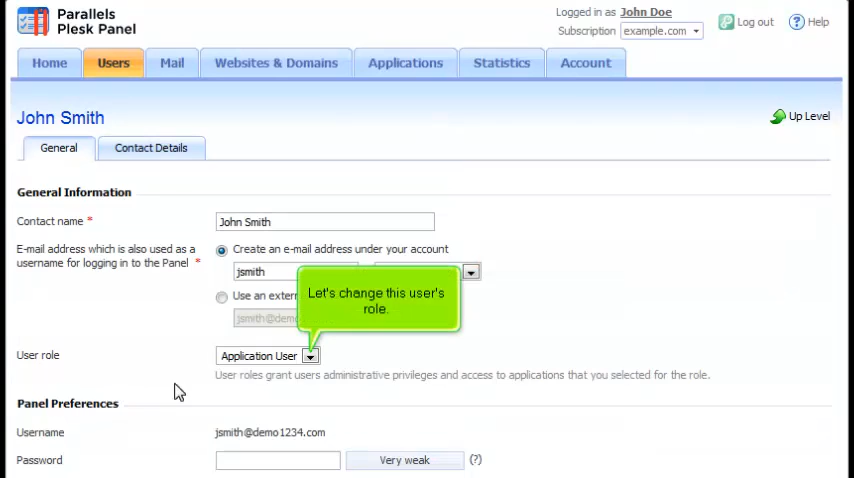 Parallels
Plesk Panel
Logged in as John Doe
Subscription example.com
Log out
Help
Home
Users
Mail
Websites & Domains
Applications
Statistics
Account
John Smith
Up Level
General
Contact Details
General Information
Contact name *
John Smith
E-mail address which is also used as a
username for logging in to the Panel *
Create an e-mail address under your account
jsmith
Use an extern
jsmith@demo
Let's change this user's
role.
User role
Application User
User roles grant users administrative privileges and access to applications that you selected for the role.
Panel Preferences
Username
jsmith@demo1234.com
Password
Very weak
(?)